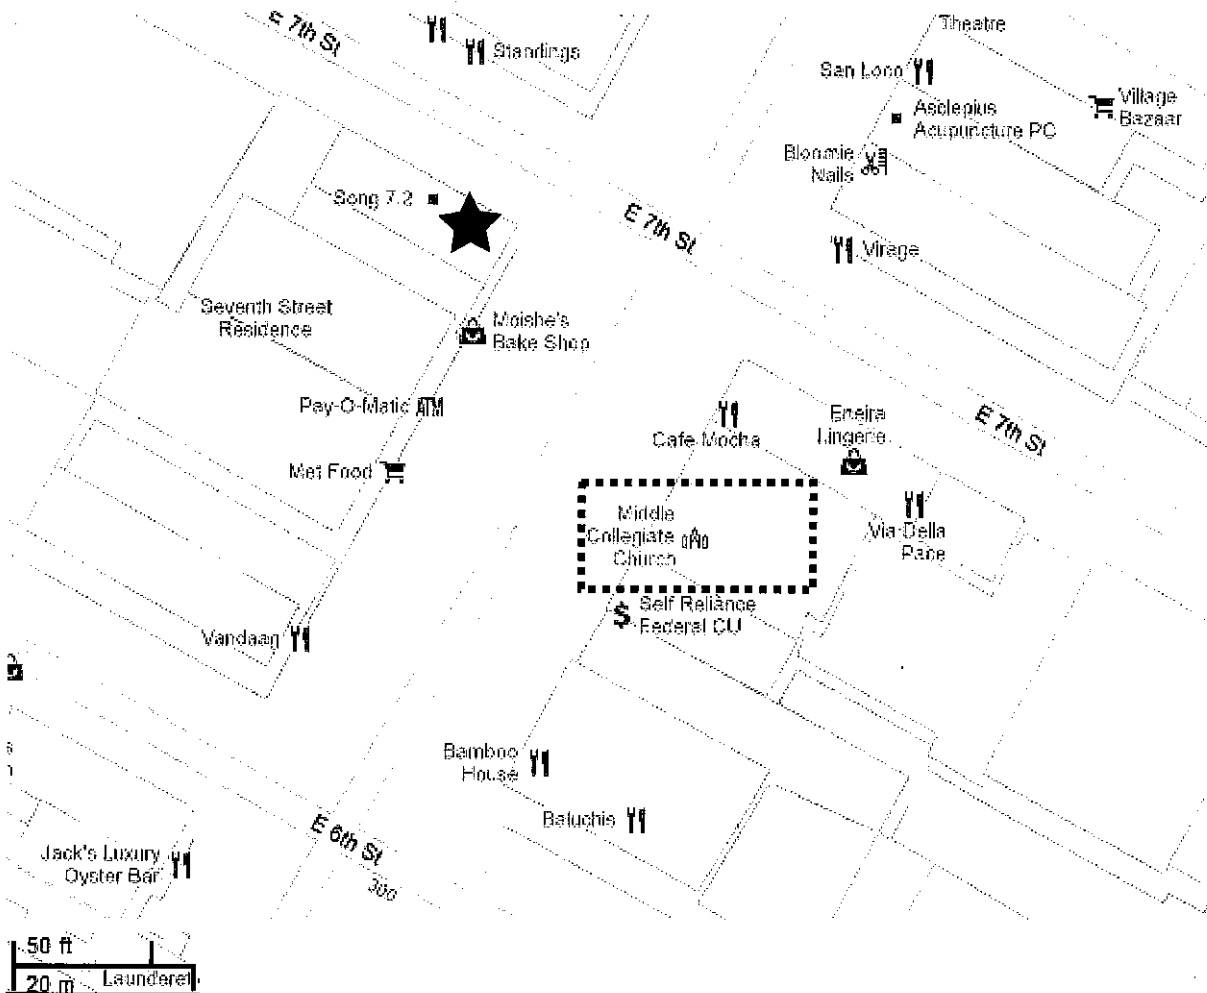 E 7th St
Standings
Theatre
San Loco
Asclepius
Acupuncture PC
Village
Bazaar
Bloomie
Nails
Song 7.2
E 7th St
Virage
Seventh Street
Residence
Moishe's
Bake Shop
Pay-O-Matic ATM
Cafe Mocha
Eneira
Lingerie
E 7th St
Met Food
Middle
Collegiate
Church
Via Della
Pace
$ Self Reliance
Federal CU
Vandaag
Bamboo
House
Baluchis
E 6th St
300
Jack's Luxury
Oyster Bar
50 ft
20 m
Launderet